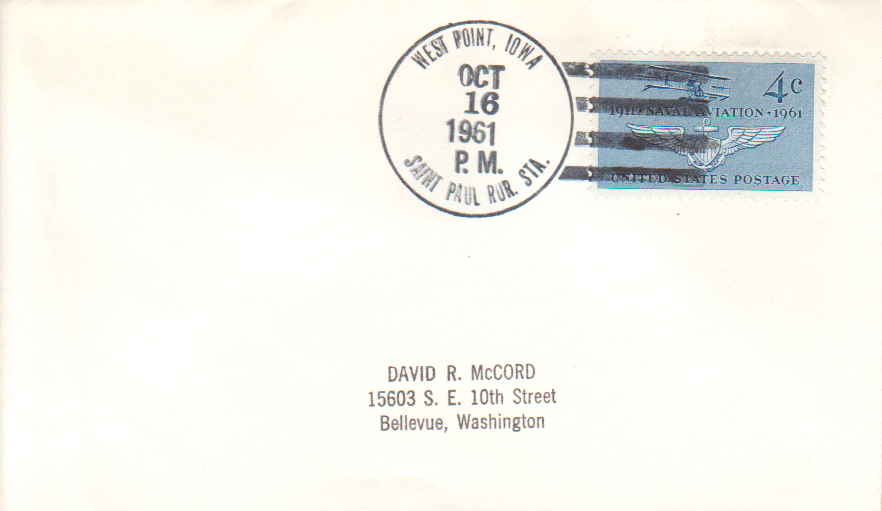 WEST POINT, IOWA
OCT
16
1961
P.M.
SAINT PAUL RUR. STA.
4c
1911 • NAVAL AVIATION • 1961
UNITED STATES POSTAGE
DAVID R. McCORD
15603 S. E. 10th Street
Bellevue, Washington